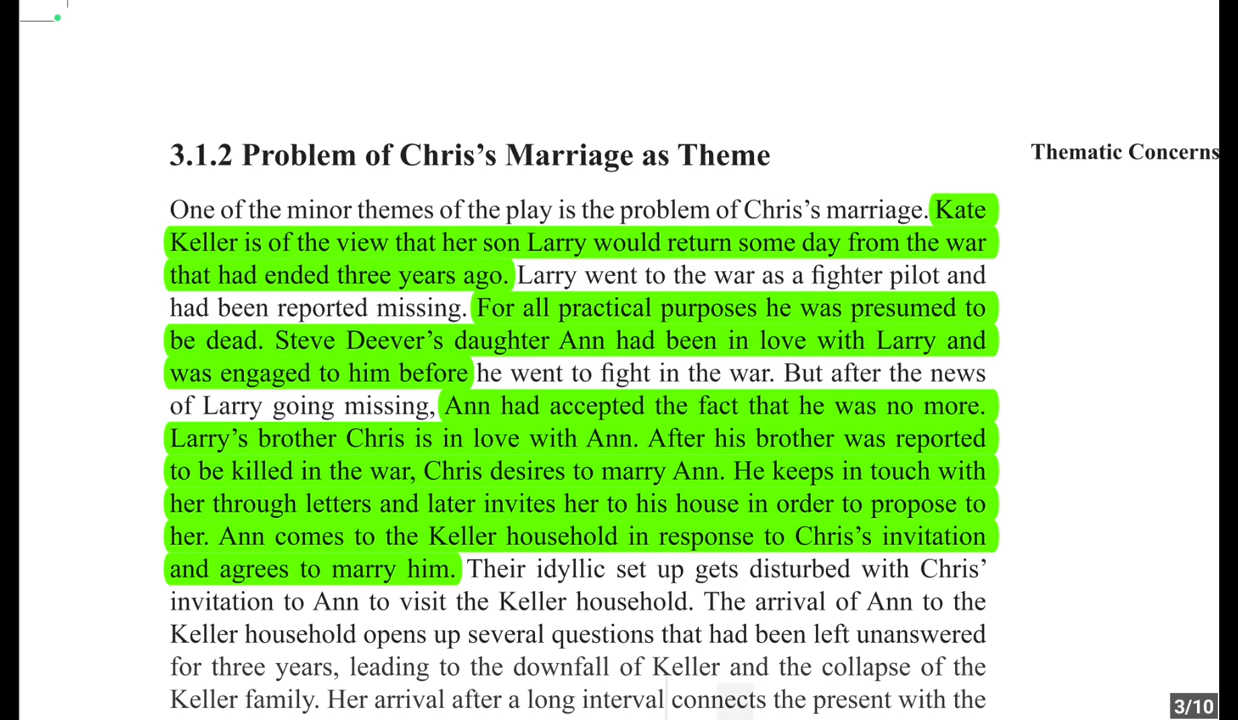 3.1.2 Problem of Chris’s Marriage as Theme
Thematic Concerns
One of the minor themes of the play is the problem of Chris’s marriage. Kate
Keller is of the view that her son Larry would return some day from the war
that had ended three years ago. Larry went to the war as a fighter pilot and
had been reported missing. For all practical purposes he was presumed to
be dead. Steve Deever’s daughter Ann had been in love with Larry and
was engaged to him before he went to fight in the war. But after the news
of Larry going missing, Ann had accepted the fact that he was no more.
Larry’s brother Chris is in love with Ann. After his brother was reported
to be killed in the war, Chris desires to marry Ann. He keeps in touch with
her through letters and later invites her to his house in order to propose to
her. Ann comes to the Keller household in response to Chris’s invitation
and agrees to marry him. Their idyllic set up gets disturbed with Chris’
invitation to Ann to visit the Keller household. The arrival of Ann to the
Keller household opens up several questions that had been left unanswered
for three years, leading to the downfall of Keller and the collapse of the
Keller family. Her arrival after a long interval connects the present with the
3/10